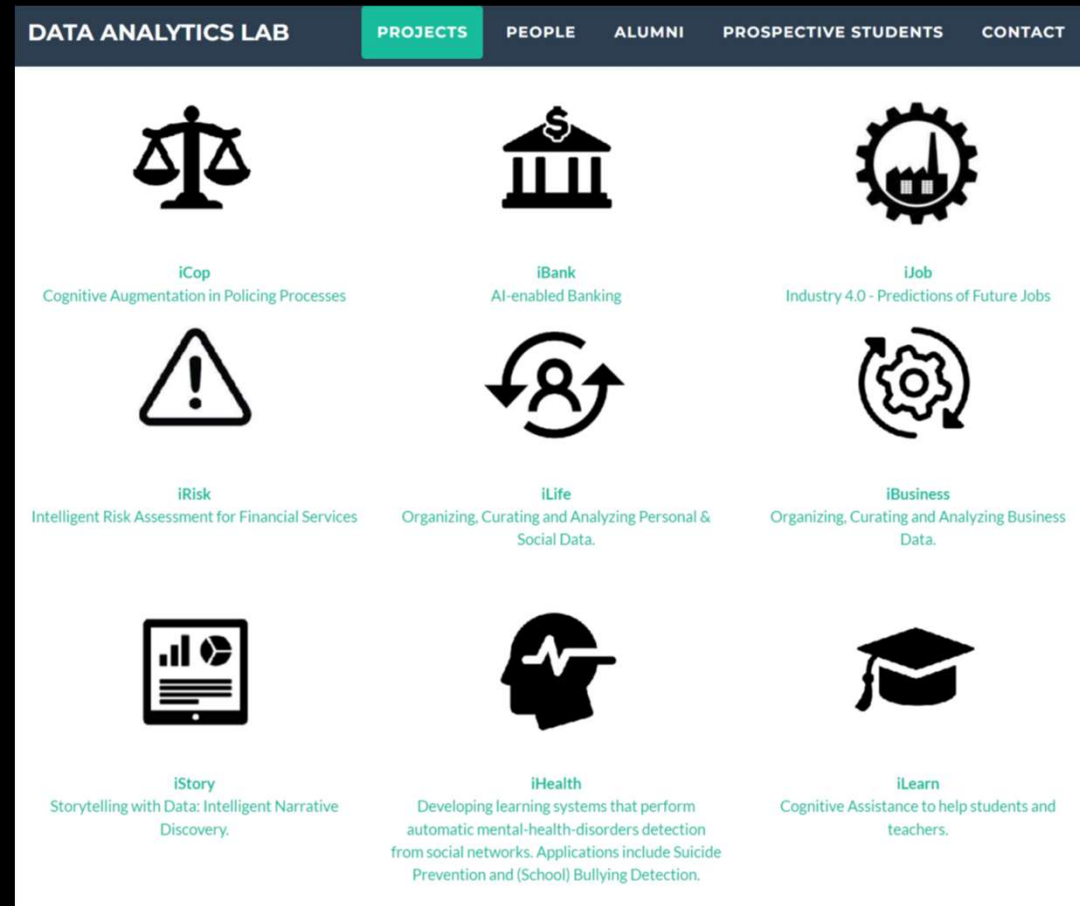 DATA ANALYTICS LAB
PROJECTS PEOPLE ALUMNI PROSPECTIVE STUDENTS CONTACT
$
iCop
Cognitive Augmentation in Policing Processes
iBank
AI-enabled Banking
iJob
Industry 4.0 - Predictions of Future Jobs
!
iRisk
Intelligent Risk Assessment for Financial Services
iLife
Organizing, Curating and Analyzing Personal &
Social Data.
iBusiness
Organizing, Curating and Analyzing Business
Data.
iStory
Storytelling with Data: Intelligent Narrative
Discovery.
iHealth
Developing learning systems that perform
automatic mental-health-disorders detection
from social networks. Applications include Suicide
Prevention and (School) Bullying Detection.
iLearn
Cognitive Assistance to help students and
teachers.